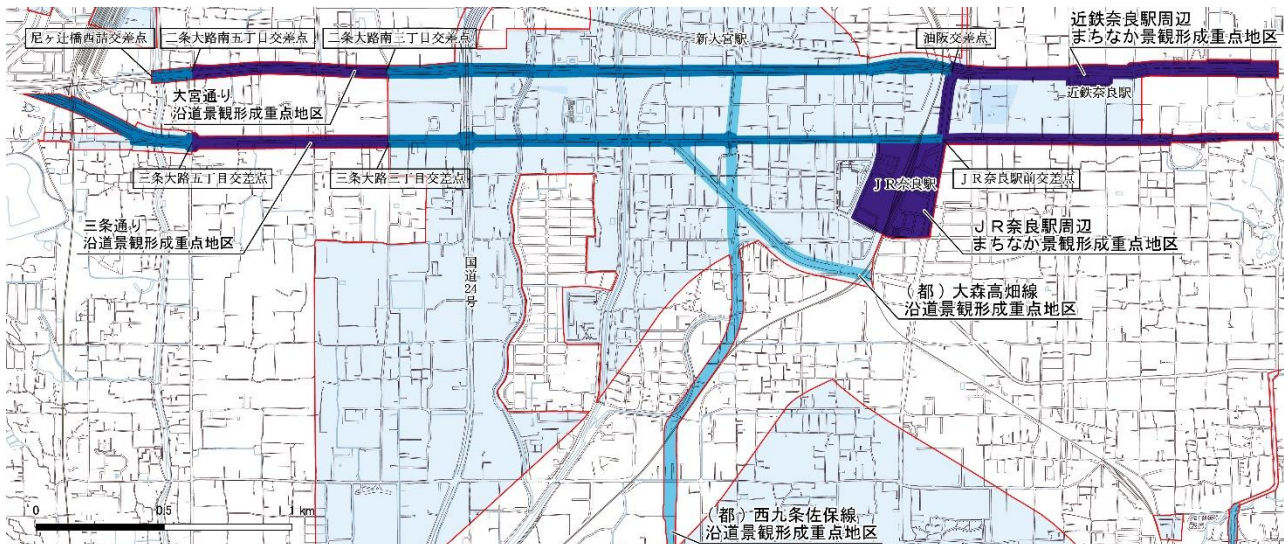 近鉄奈良駅周辺
まちなか景観形成重点地区
尼ヶ辻橋西詰交差点
二条大路南五丁目交差点
二条大路南三丁目交差点
新大宮駅
油阪交差点
大宮通り
沿道景観形成重点地区
近鉄奈良駅
三条大路五丁目交差点
三条大路三丁目交差点
JR奈良駅
JR奈良駅前交差点
三条通り
沿道景観形成重点地区
国道24号
JR奈良駅周辺
まちなか景観形成重点地区
(都)大森高畑線
沿道景観形成重点地区
(都)西九条佐保線
沿道景観形成重点地区
0 0.5 1 km